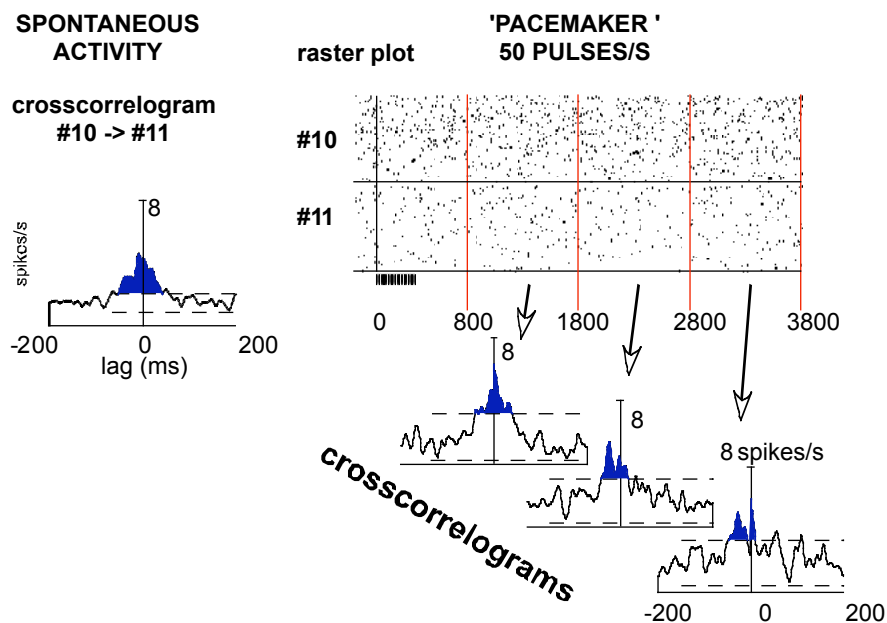 SPONTANEOUS
ACTIVITY
crosscorrelogram
#10 -> #11
8
spikes/s
-200 0 200
lag (ms)
'PACEMAKER '
50 PULSES/S
raster plot
#10
#11
0 800 1800 2800 3800
8
8
8 spikes/s
crosscorrelograms
-200 0 200